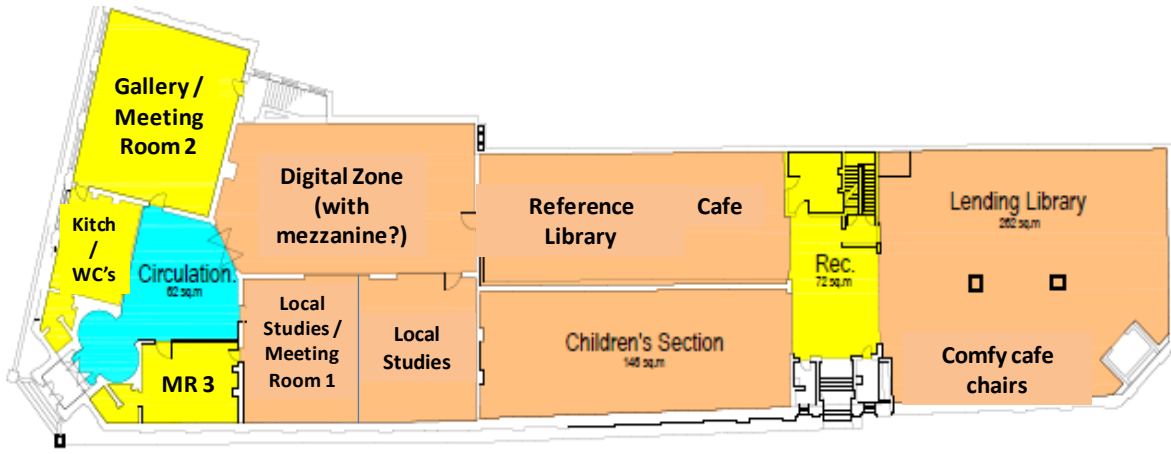 Gallery /
Meeting
Room 2
Digital Zone
(with
mezzanine?)
Reference
Library
Cafe
Lending Library
262 sq.m
Kitch
/
WC's
Circulation.
62 sq.m
Rec.
72 sq.m
Local
Studies /
Meeting
Room 1
Local
Studies
Children's Section
146 sq.m
MR 3
Comfy cafe
chairs